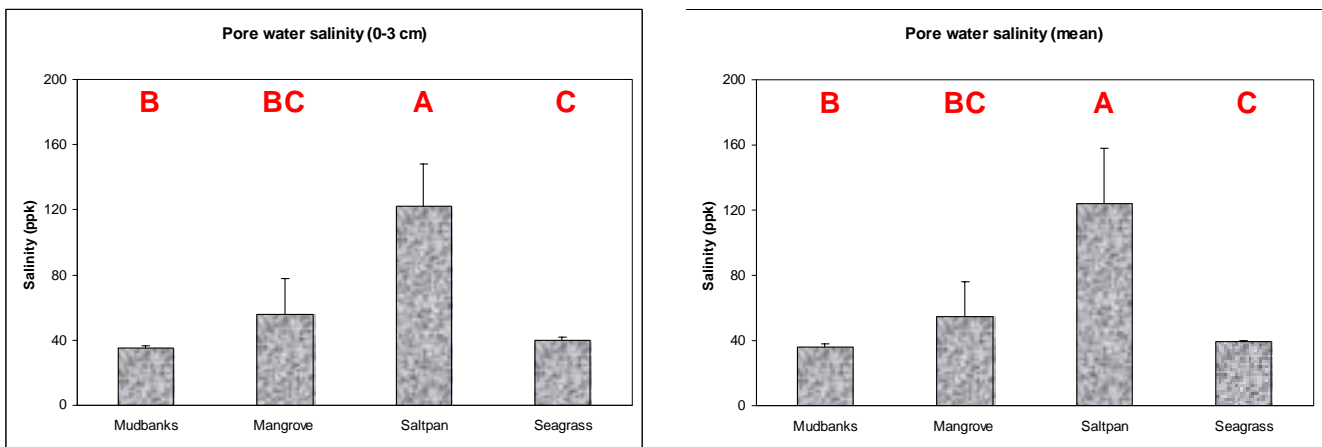 Pore water salinity (0-3 cm)
200
160
120
80
40
0
Salinity (ppk)
B BC A C
Mudbanks Mangrove Saltpan Seagrass
Pore water salinity (mean)
200
160
120
80
40
0
Salinity (ppk)
B BC A C
Mudbanks Mangrove Saltpan Seagrass